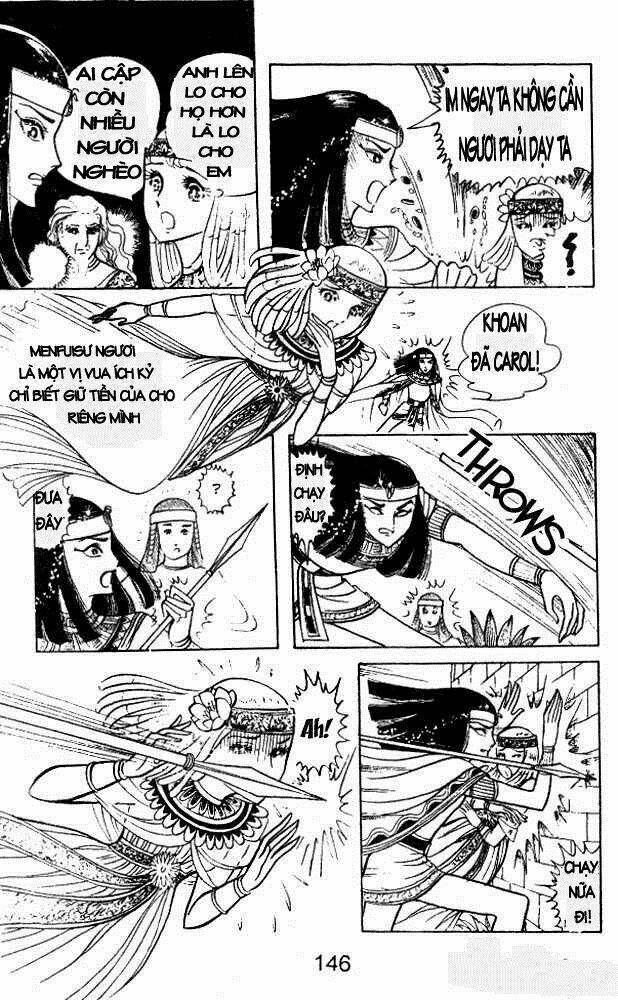 AI CẬP
CÒN
NHIỀU
NGƯỜI
NGHÈO
ANH LÊN
LO CHO
HỌ HƠN
LÀ LO
CHO
EM
IM NGAY, TA KHÔNG CẦN
NGƯƠI PHẢI DẠY TA
MENFUISƯ NGƯƠI
LÀ MỘT VỊ VUA ÍCH KỶ
CHỈ BIẾT GIỮ TIỀN CỦA CHO
RIÊNG MÌNH
KHOAN
ĐÃ CAROL!
ĐƯA
ĐÂY
?
ĐỊNH
CHẠY
ĐÂU?
THROWS
Ah!
CHẠY
NỮA
ĐI!
146